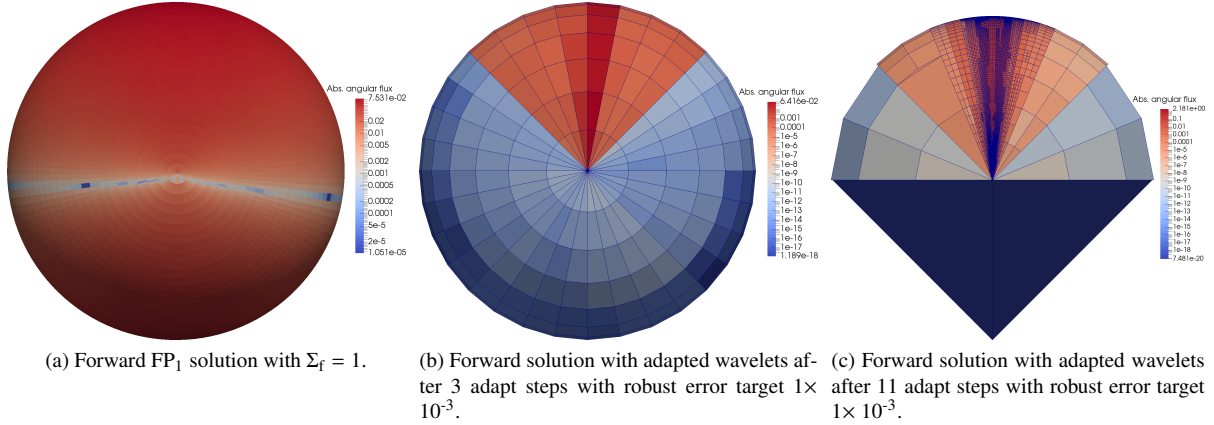 Abs. angular flux
7.531e-02
0.02
0.01
0.005
0.002
0.001
0.0005
0.0002
0.0001
5e-5
2e-5
1.051e-05
Abs. angular flux
6.416e-02
0.001
0.0001
1e-5
1e-6
1e-7
1e-8
1e-9
1e-10
1e-11
1e-12
1e-13
1e-14
1e-15
1e-16
1e-17
1.189e-18
Abs. angular flux
2.181e+00
0.1
0.001
0.0001
1e-5
1e-6
1e-7
1e-8
1e-9
1e-10
1e-11
1e-12
1e-13
1e-14
1e-15
1e-16
1e-17
1e-18
7.481e-20
(a) Forward FP₁ solution with Σf = 1.
(b) Forward solution with adapted wavelets af-
ter 3 adapt steps with robust error target 1×
10⁻³.
(c) Forward solution with adapted wavelets
after 11 adapt steps with robust error target
1× 10⁻³.